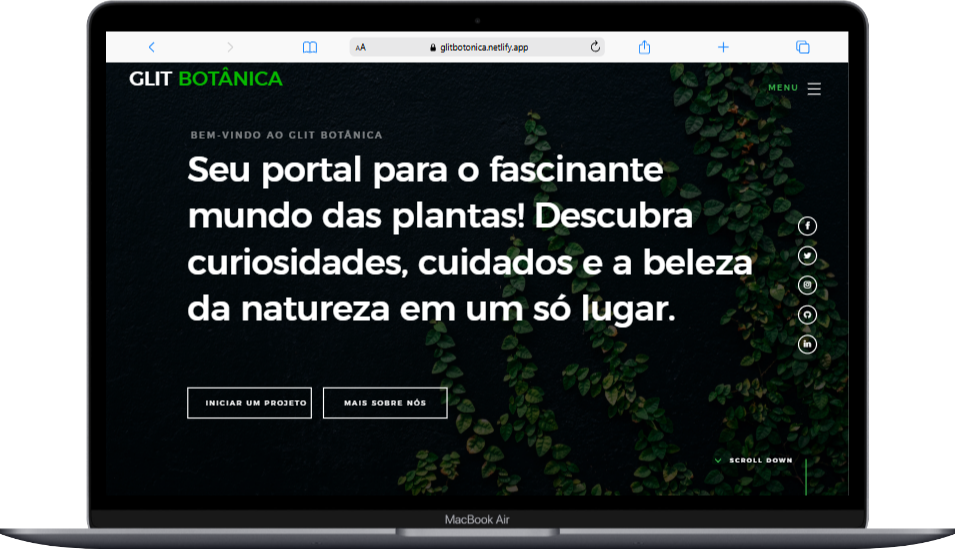 AA glitbotonica.netlify.app
GLIT BOTÂNICA
MENU
BEM-VINDO AO GLIT BOTÂNICA
Seu portal para o fascinante
mundo das plantas! Descubra
curiosidades, cuidados e a beleza
da natureza em um só lugar.
INICIAR UM PROJETO
MAIS SOBRE NÓS
SCROLL DOWN
MacBook Air